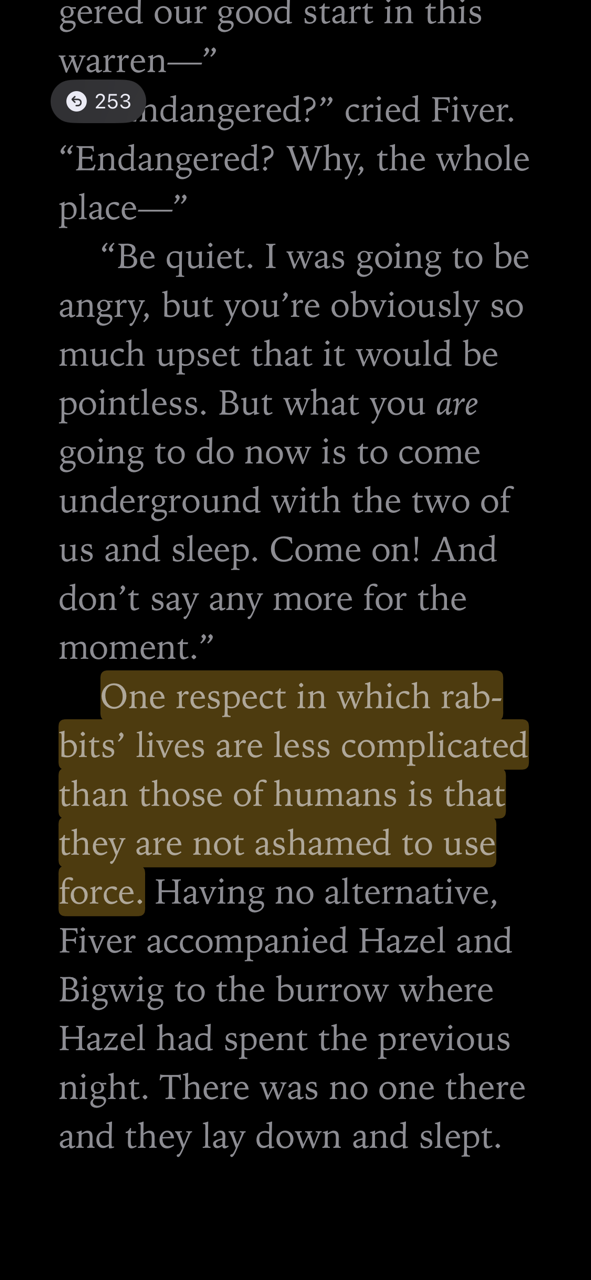 gered our good start in this
warren—”
253
ndangered?” cried Fiver.
“Endangered? Why, the whole
place—”
“Be quiet. I was going to be
angry, but you’re obviously so
much upset that it would be
pointless. But what you are
going to do now is to come
underground with the two of
us and sleep. Come on! And
don’t say any more for the
moment.”
One respect in which rab-
bits’ lives are less complicated
than those of humans is that
they are not ashamed to use
force. Having no alternative,
Fiver accompanied Hazel and
Bigwig to the burrow where
Hazel had spent the previous
night. There was no one there
and they lay down and slept.